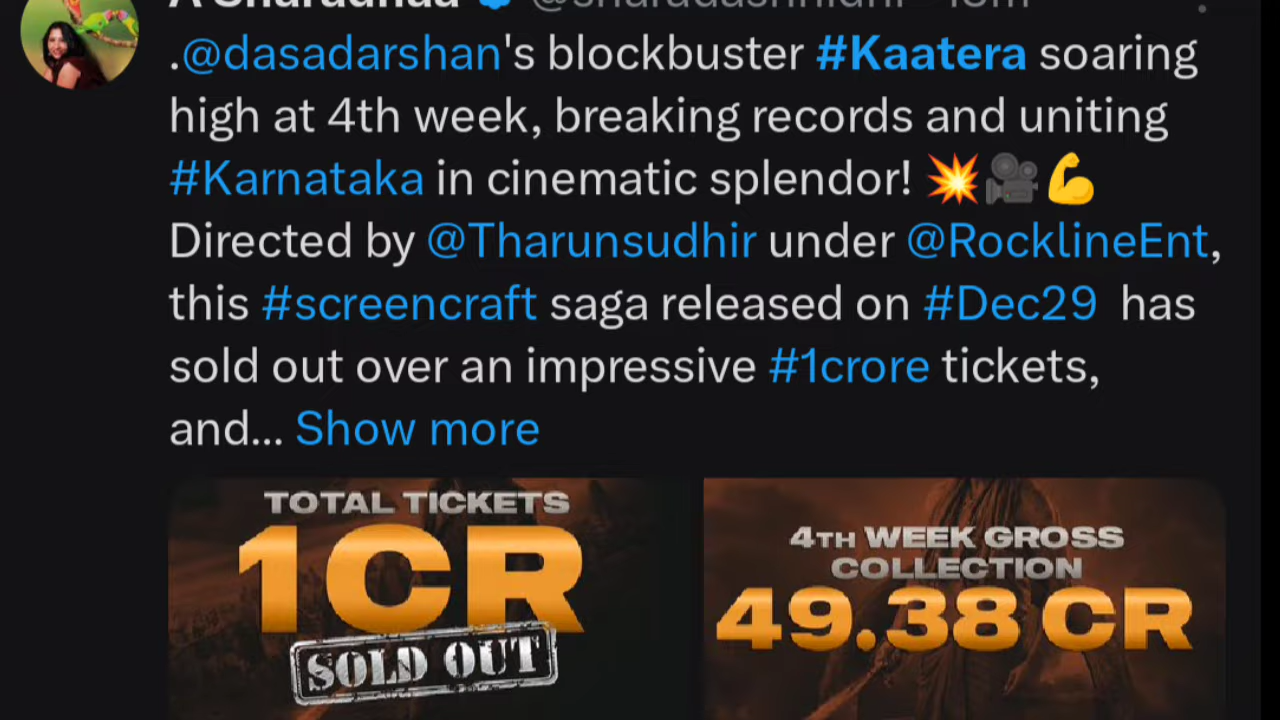 .@dasadarshan's blockbuster #Kaatera soaring
high at 4th week, breaking records and uniting
#Karnataka in cinematic splendor! 💥🎥💪
Directed by @Tharunsudhir under @RocklineEnt,
this #screencraft saga released on #Dec29 has
sold out over an impressive #1crore tickets,
and... Show more
TOTAL TICKETS
1CR
SOLD OUT
4TH WEEK GROSS
COLLECTION
49.38 CR